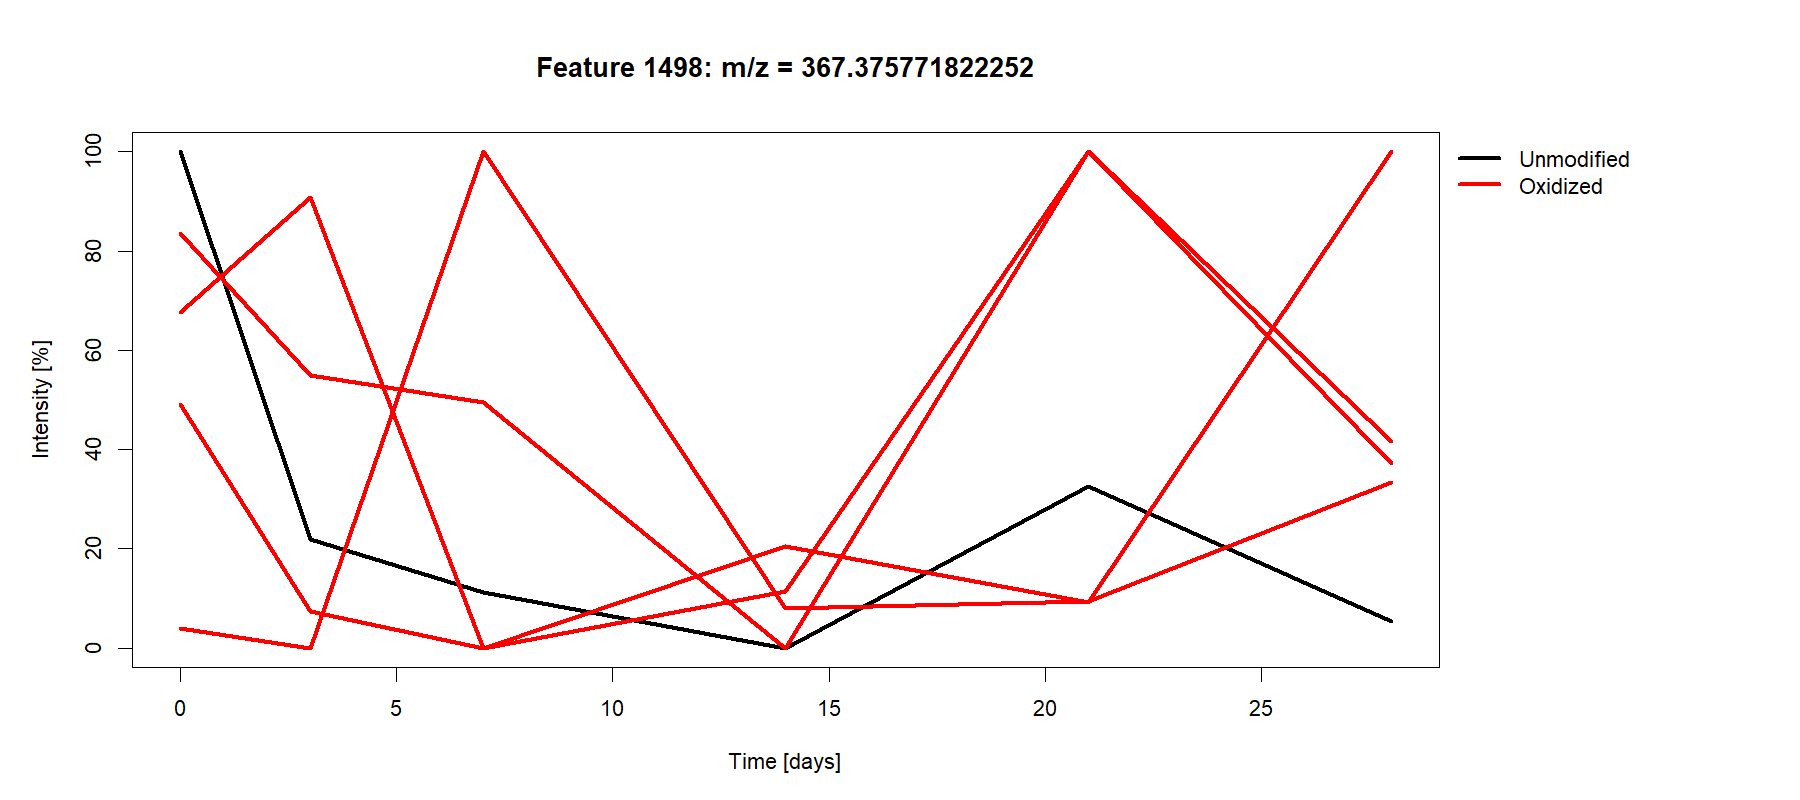 Feature 1498: m/z = 367.375771822252
Unmodified
Oxidized
Intensity [%]
100
80
60
40
20
0
0 5 10 15 20 25
Time [days]